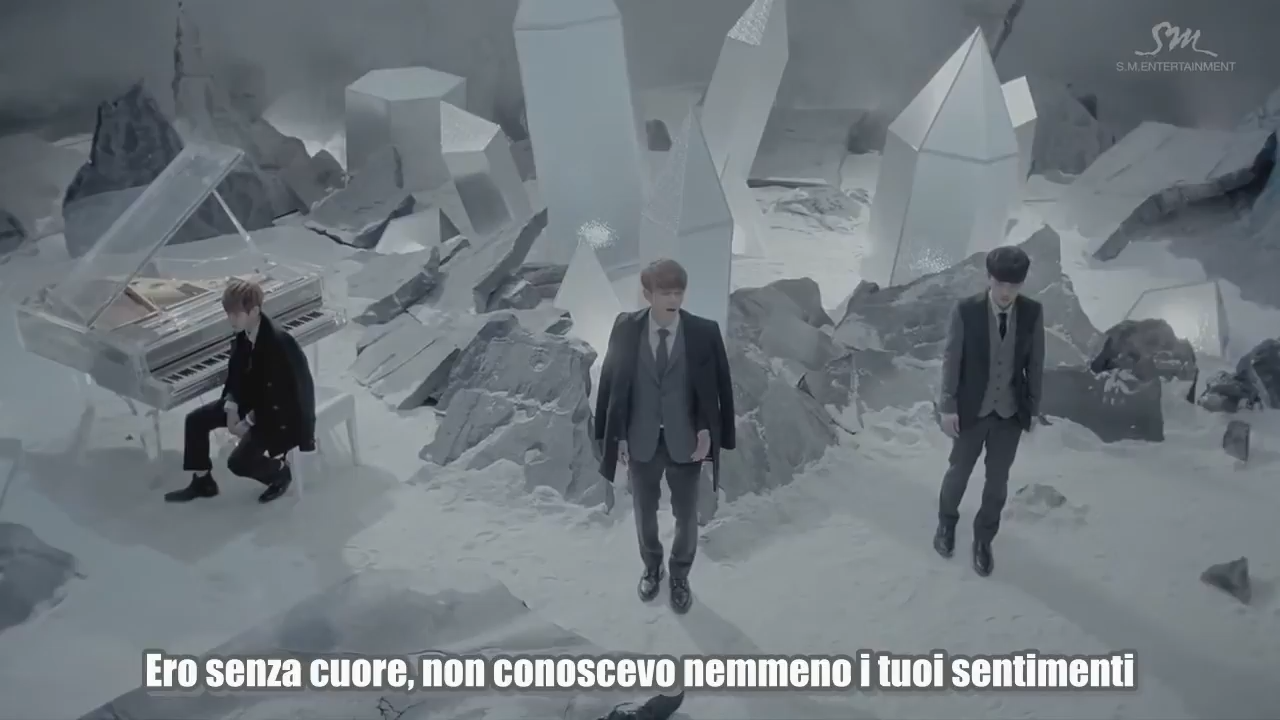 SM
S.M.ENTERTAINMENT
Ero senza cuore, non conoscevo nemmeno i tuoi sentimenti